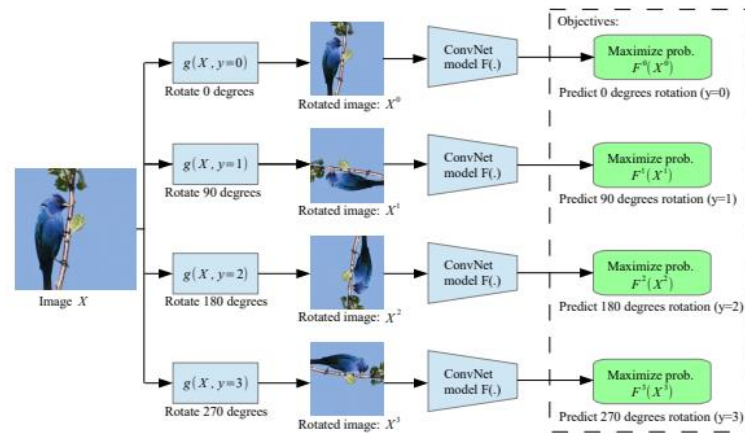 Objectives:
g(X, y=0)
Rotate 0 degrees
Rotated image: X⁰
ConvNet
model F(.)
Maximize prob.
F⁰(X⁰)
Predict 0 degrees rotation (y=0)
g(X, y=1)
Rotate 90 degrees
Rotated image: X¹
ConvNet
model F(.)
Maximize prob.
F¹(X¹)
Predict 90 degrees rotation (y=1)
Image X
g(X, y=2)
Rotate 180 degrees
Rotated image: X²
ConvNet
model F(.)
Maximize prob.
F²(X²)
Predict 180 degrees rotation (y=2)
g(X, y=3)
Rotate 270 degrees
Rotated image: X³
ConvNet
model F(.)
Maximize prob.
F³(X³)
Predict 270 degrees rotation (y=3)